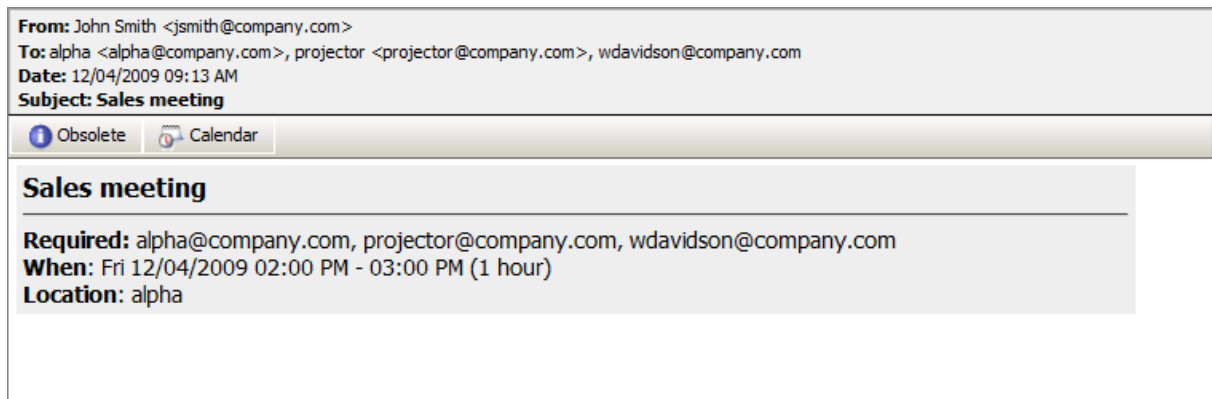 From: John Smith <jsmith@company.com>
To: alpha <alpha@company.com>, projector <projector@company.com>, wdavidson@company.com
Date: 12/04/2009 09:13 AM
Subject: Sales meeting
Obsolete Calendar
Sales meeting
Required: alpha@company.com, projector@company.com, wdavidson@company.com
When: Fri 12/04/2009 02:00 PM - 03:00 PM (1 hour)
Location: alpha